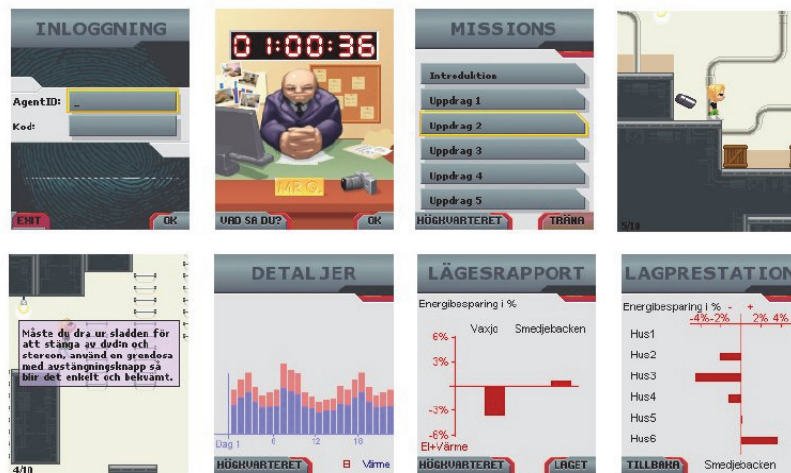 INLOGGNING
AgentID: _
Kod:
EXIT
OK
01:00:36
MR G.
VAD SA DU?
OK
MISSIONS
Introduktion
Uppdrag 1
Uppdrag 2
Uppdrag 3
Uppdrag 4
Uppdrag 5
HÖGKVARTERET
TRÄNA
5/10
Måste du dra ur sladden för
att stänga av dvd:n och
stereon, använd en grendosa
med avstängningsknapp så
blir det enkelt och bekvämt.
4/10
DETALJER
Dag 1 6 12 18
HÖGKVARTERET
El Värme
LÄGESRAPPORT
Energibesparing i %
Vaxjo Smedjebacken
6%
3%
-3%
-6%
El+Värme
HÖGKVARTERET
LAGET
LAGPRESTATION
Energibesparing i % - +
-4%-2% 2% 4%
Hus1
Hus2
Hus3
Hus4
Hus5
Hus6
TILLBAKA
Smedjebacken